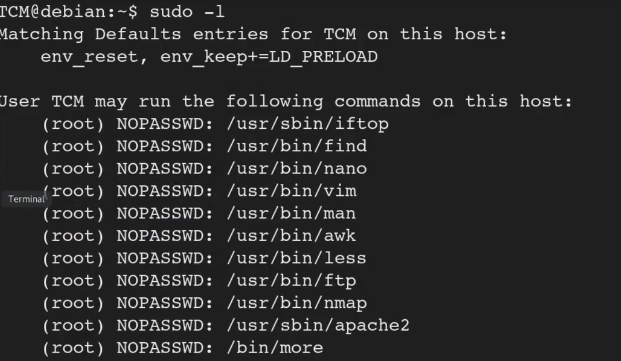 TCM@debian:~$ sudo -l
Matching Defaults entries for TCM on this host:
    env_reset, env_keep+=LD_PRELOAD

User TCM may run the following commands on this host:
    (root) NOPASSWD: /usr/sbin/iftop
    (root) NOPASSWD: /usr/bin/find
    (root) NOPASSWD: /usr/bin/nano
    (root) NOPASSWD: /usr/bin/vim
Terminal
    (root) NOPASSWD: /usr/bin/man
    (root) NOPASSWD: /usr/bin/awk
    (root) NOPASSWD: /usr/bin/less
    (root) NOPASSWD: /usr/bin/ftp
    (root) NOPASSWD: /usr/bin/nmap
    (root) NOPASSWD: /usr/sbin/apache2
    (root) NOPASSWD: /bin/more